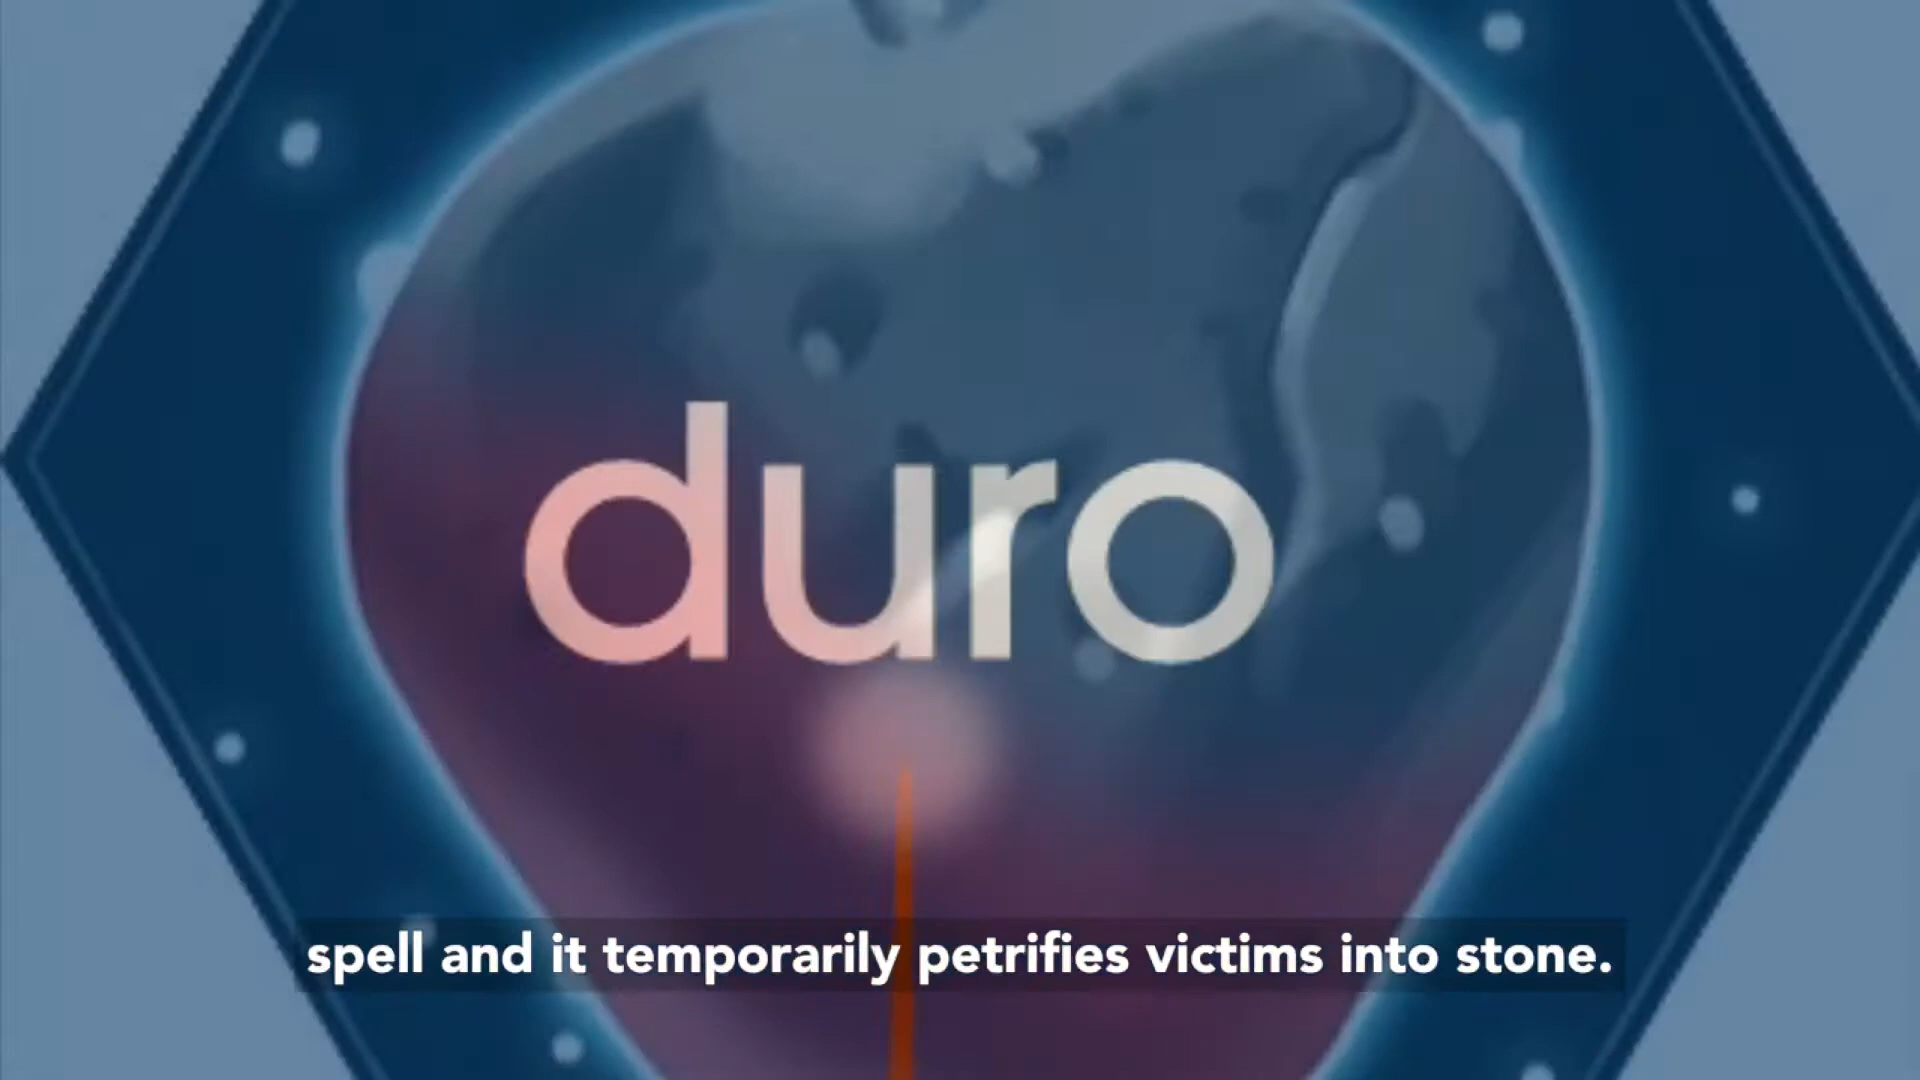 duro
spell and it temporarily petrifies victims into stone.